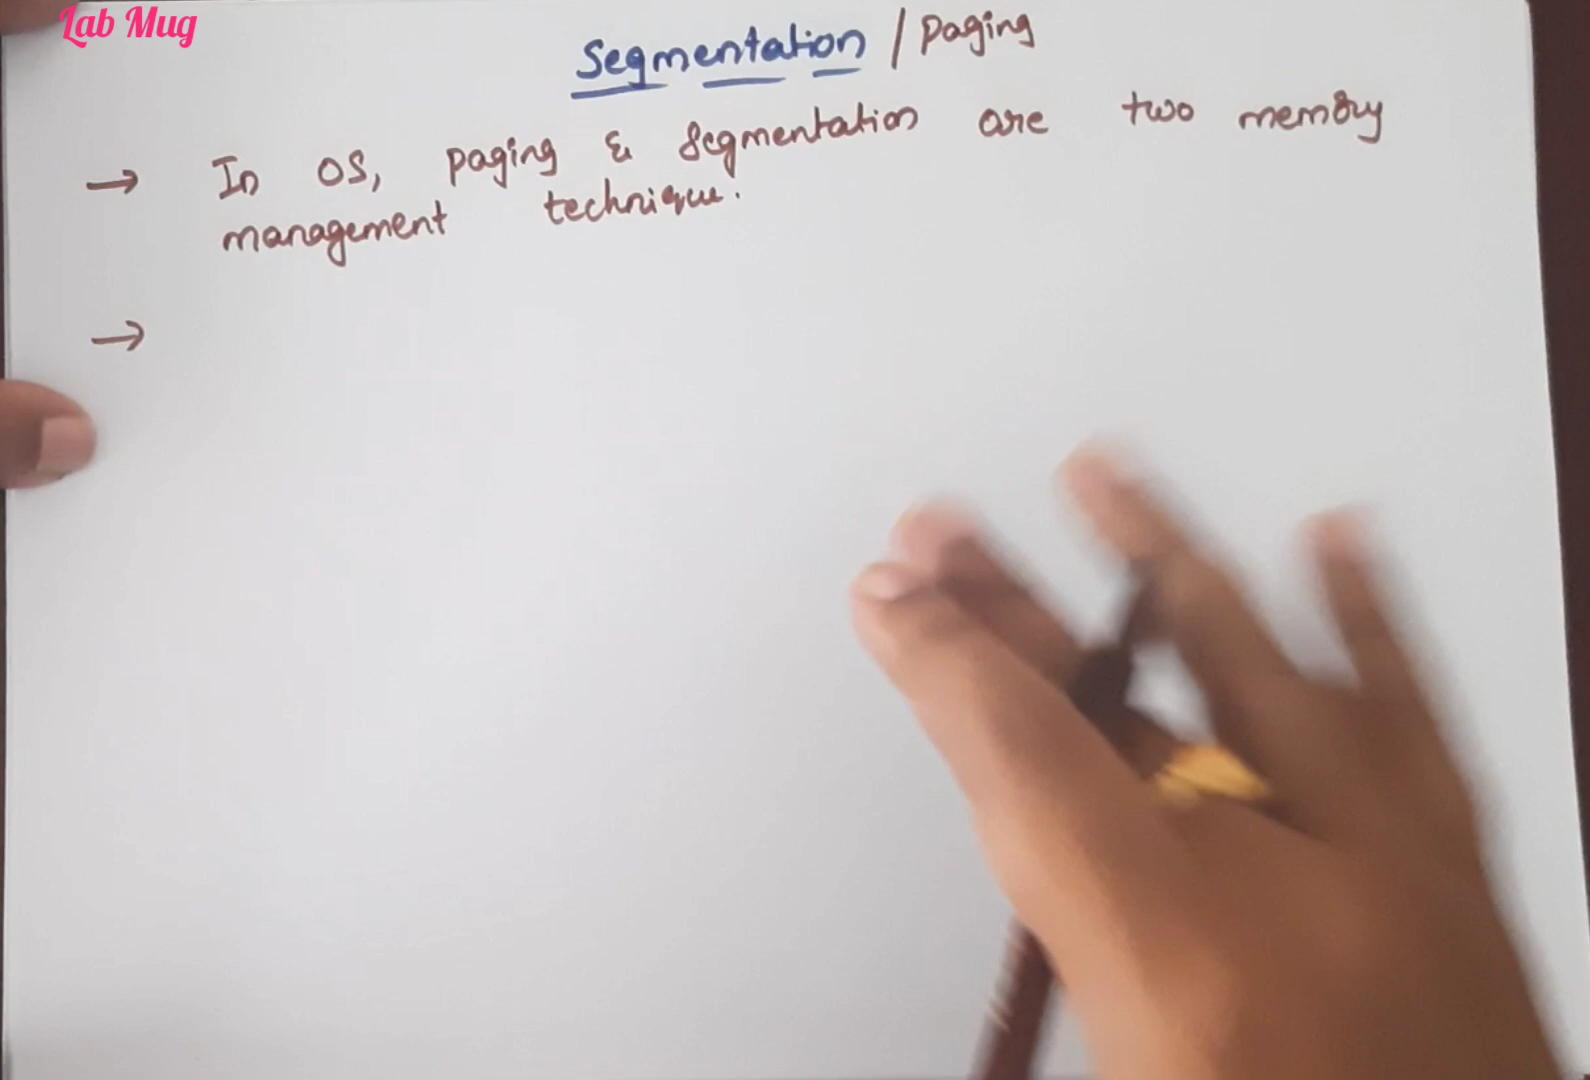 Lab Mug
Segmentation / Paging
→ In OS, paging & segmentation are two memory
management technique.
→